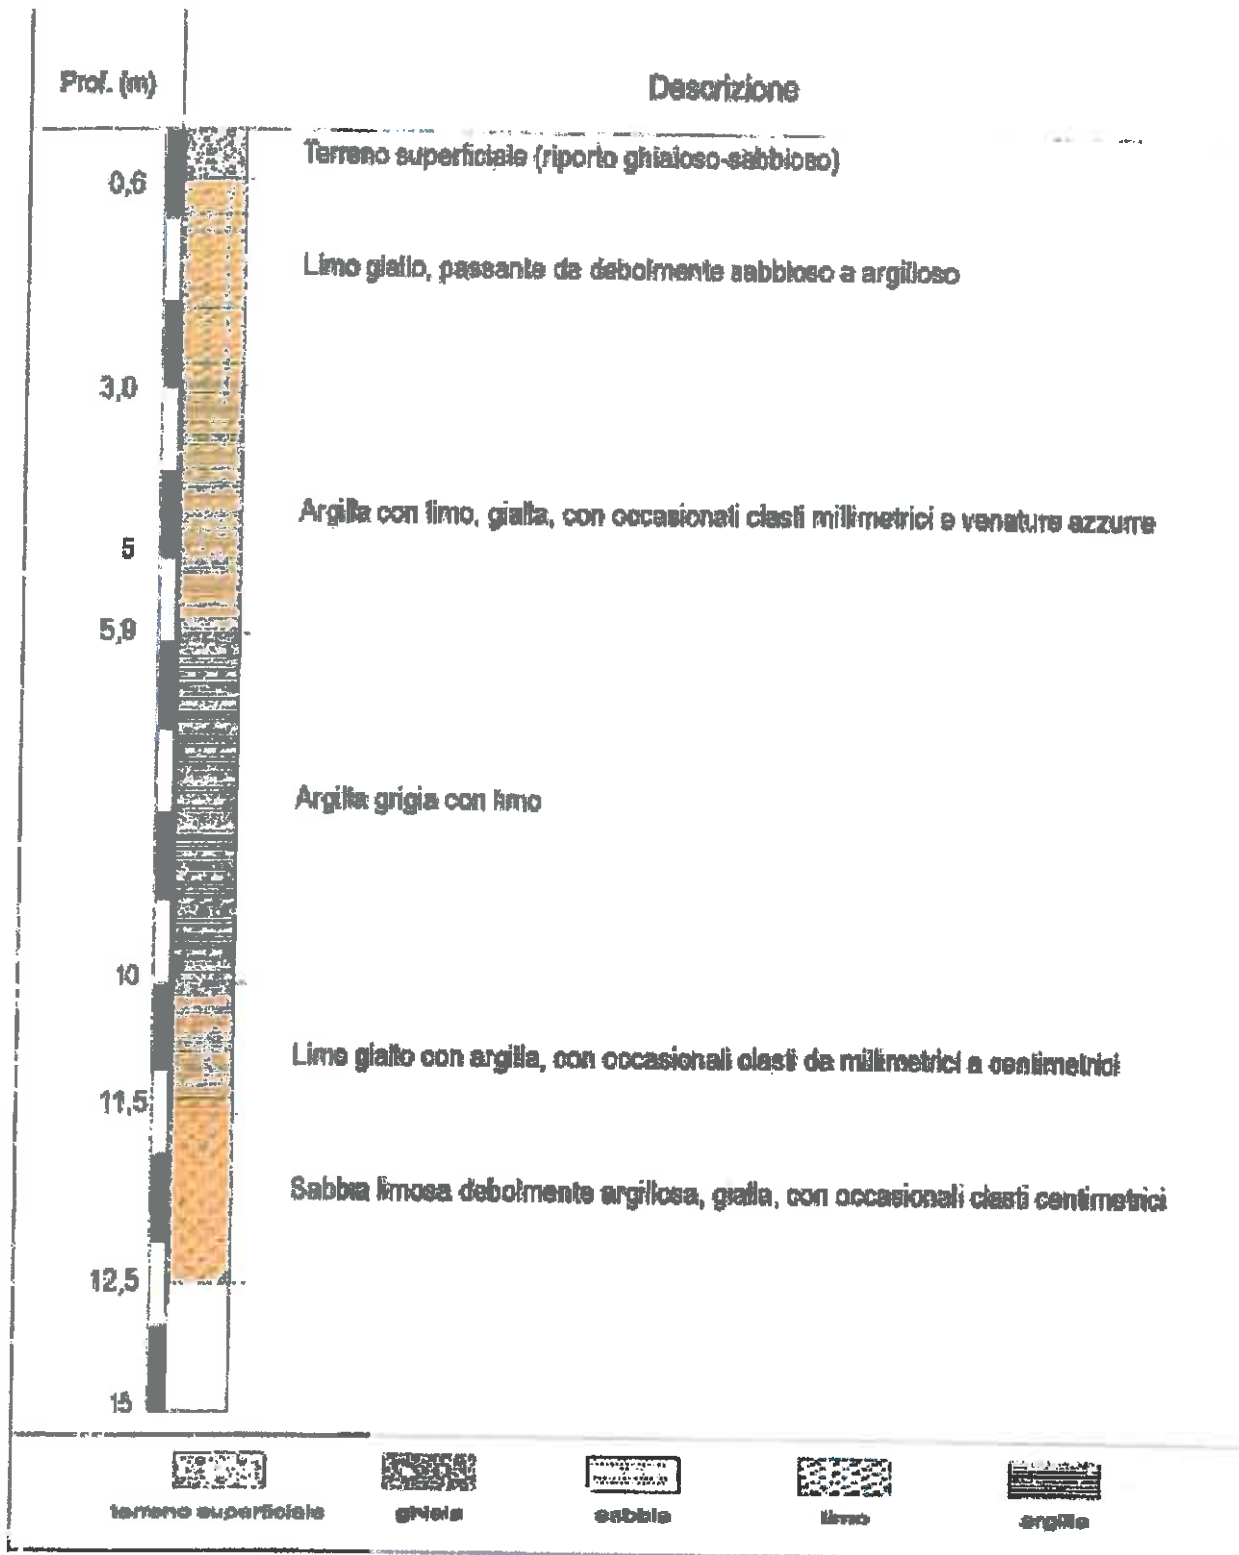 Prof. (m)
Descrizione
Terreno superficiale (riporto ghiaioso-sabbioso)
0,6
Limo giallo, passante da debolmente sabbioso a argilloso
3,0
Argilla con limo, gialla, con occasionali clasti millimetrici e venature azzurre
5
5,9
Argilla grigia con limo
10
Limo giallo con argilla, con occasionali clasti da millimetrici a centimetrici
11,5
Sabbia limosa debolmente argillosa, gialla, con occasionali clasti centimetrici
12,5
15
terreno superficiale
ghiaia
sabbia
limo
argilla